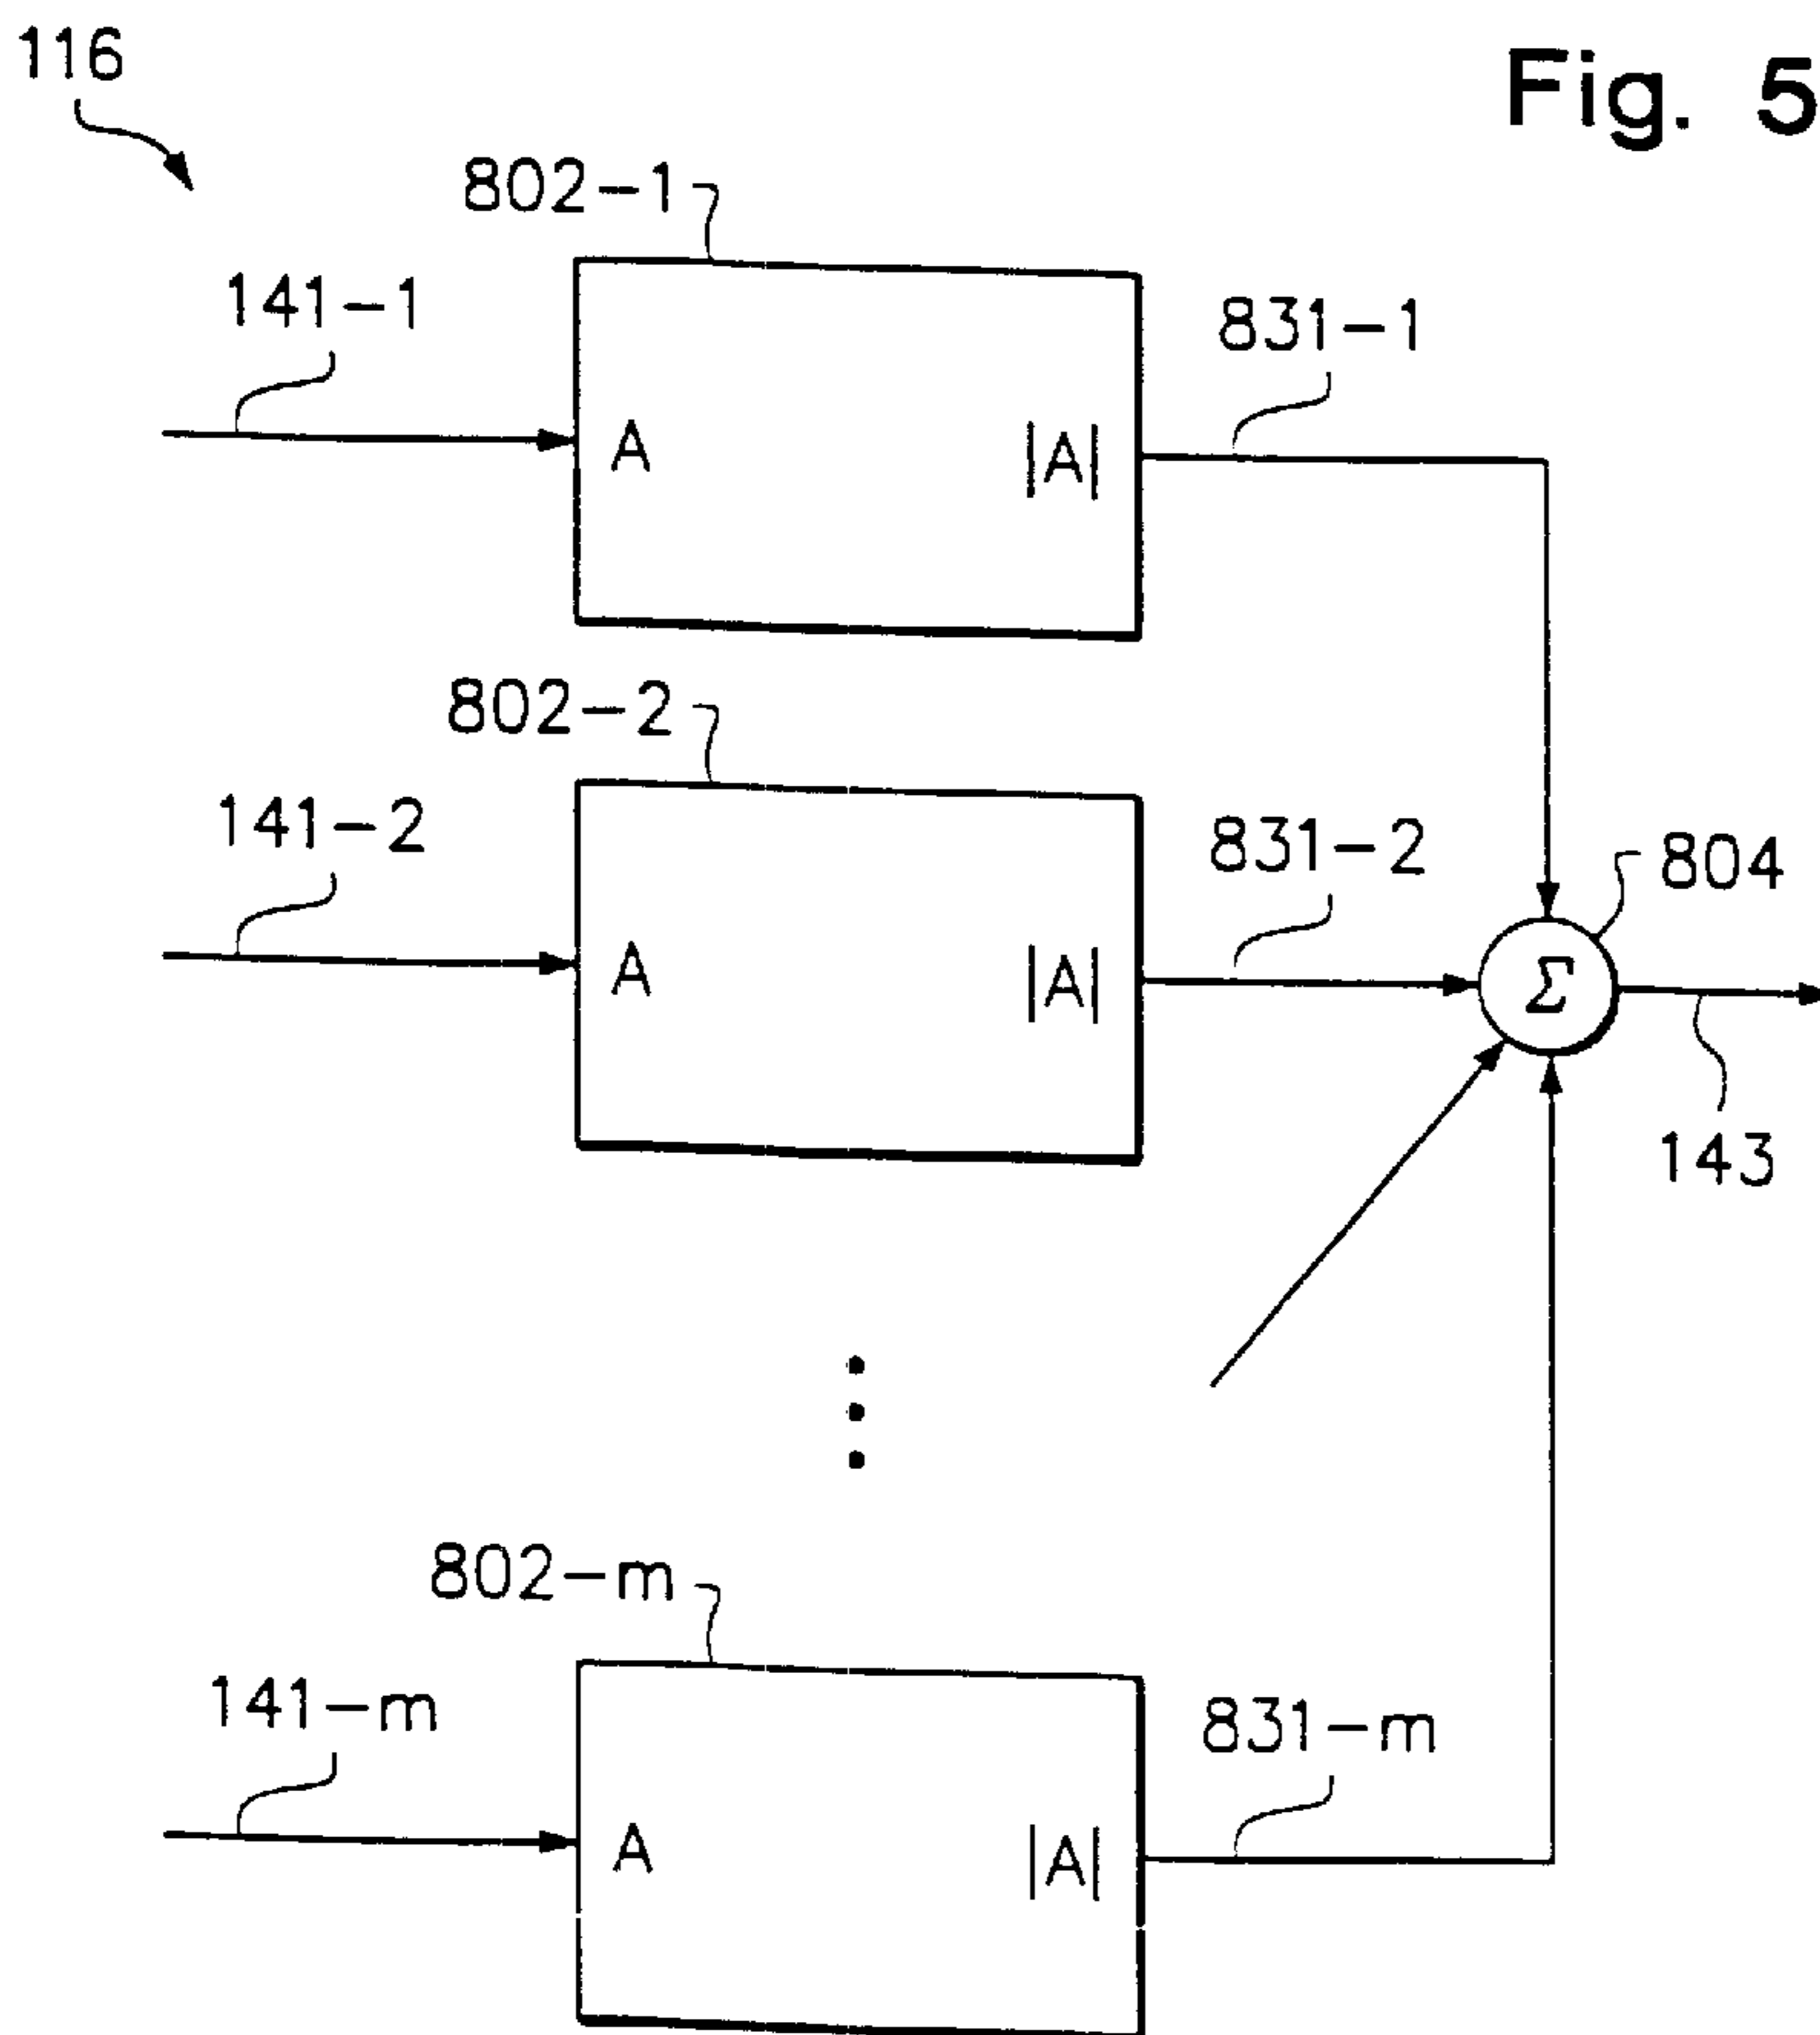 116
Fig. 5
802-1
141-1
831-1
A
|A|
802-2
141-2
831-2
804
A
|A|
Σ
143
802-m
141-m
831-m
A
|A|